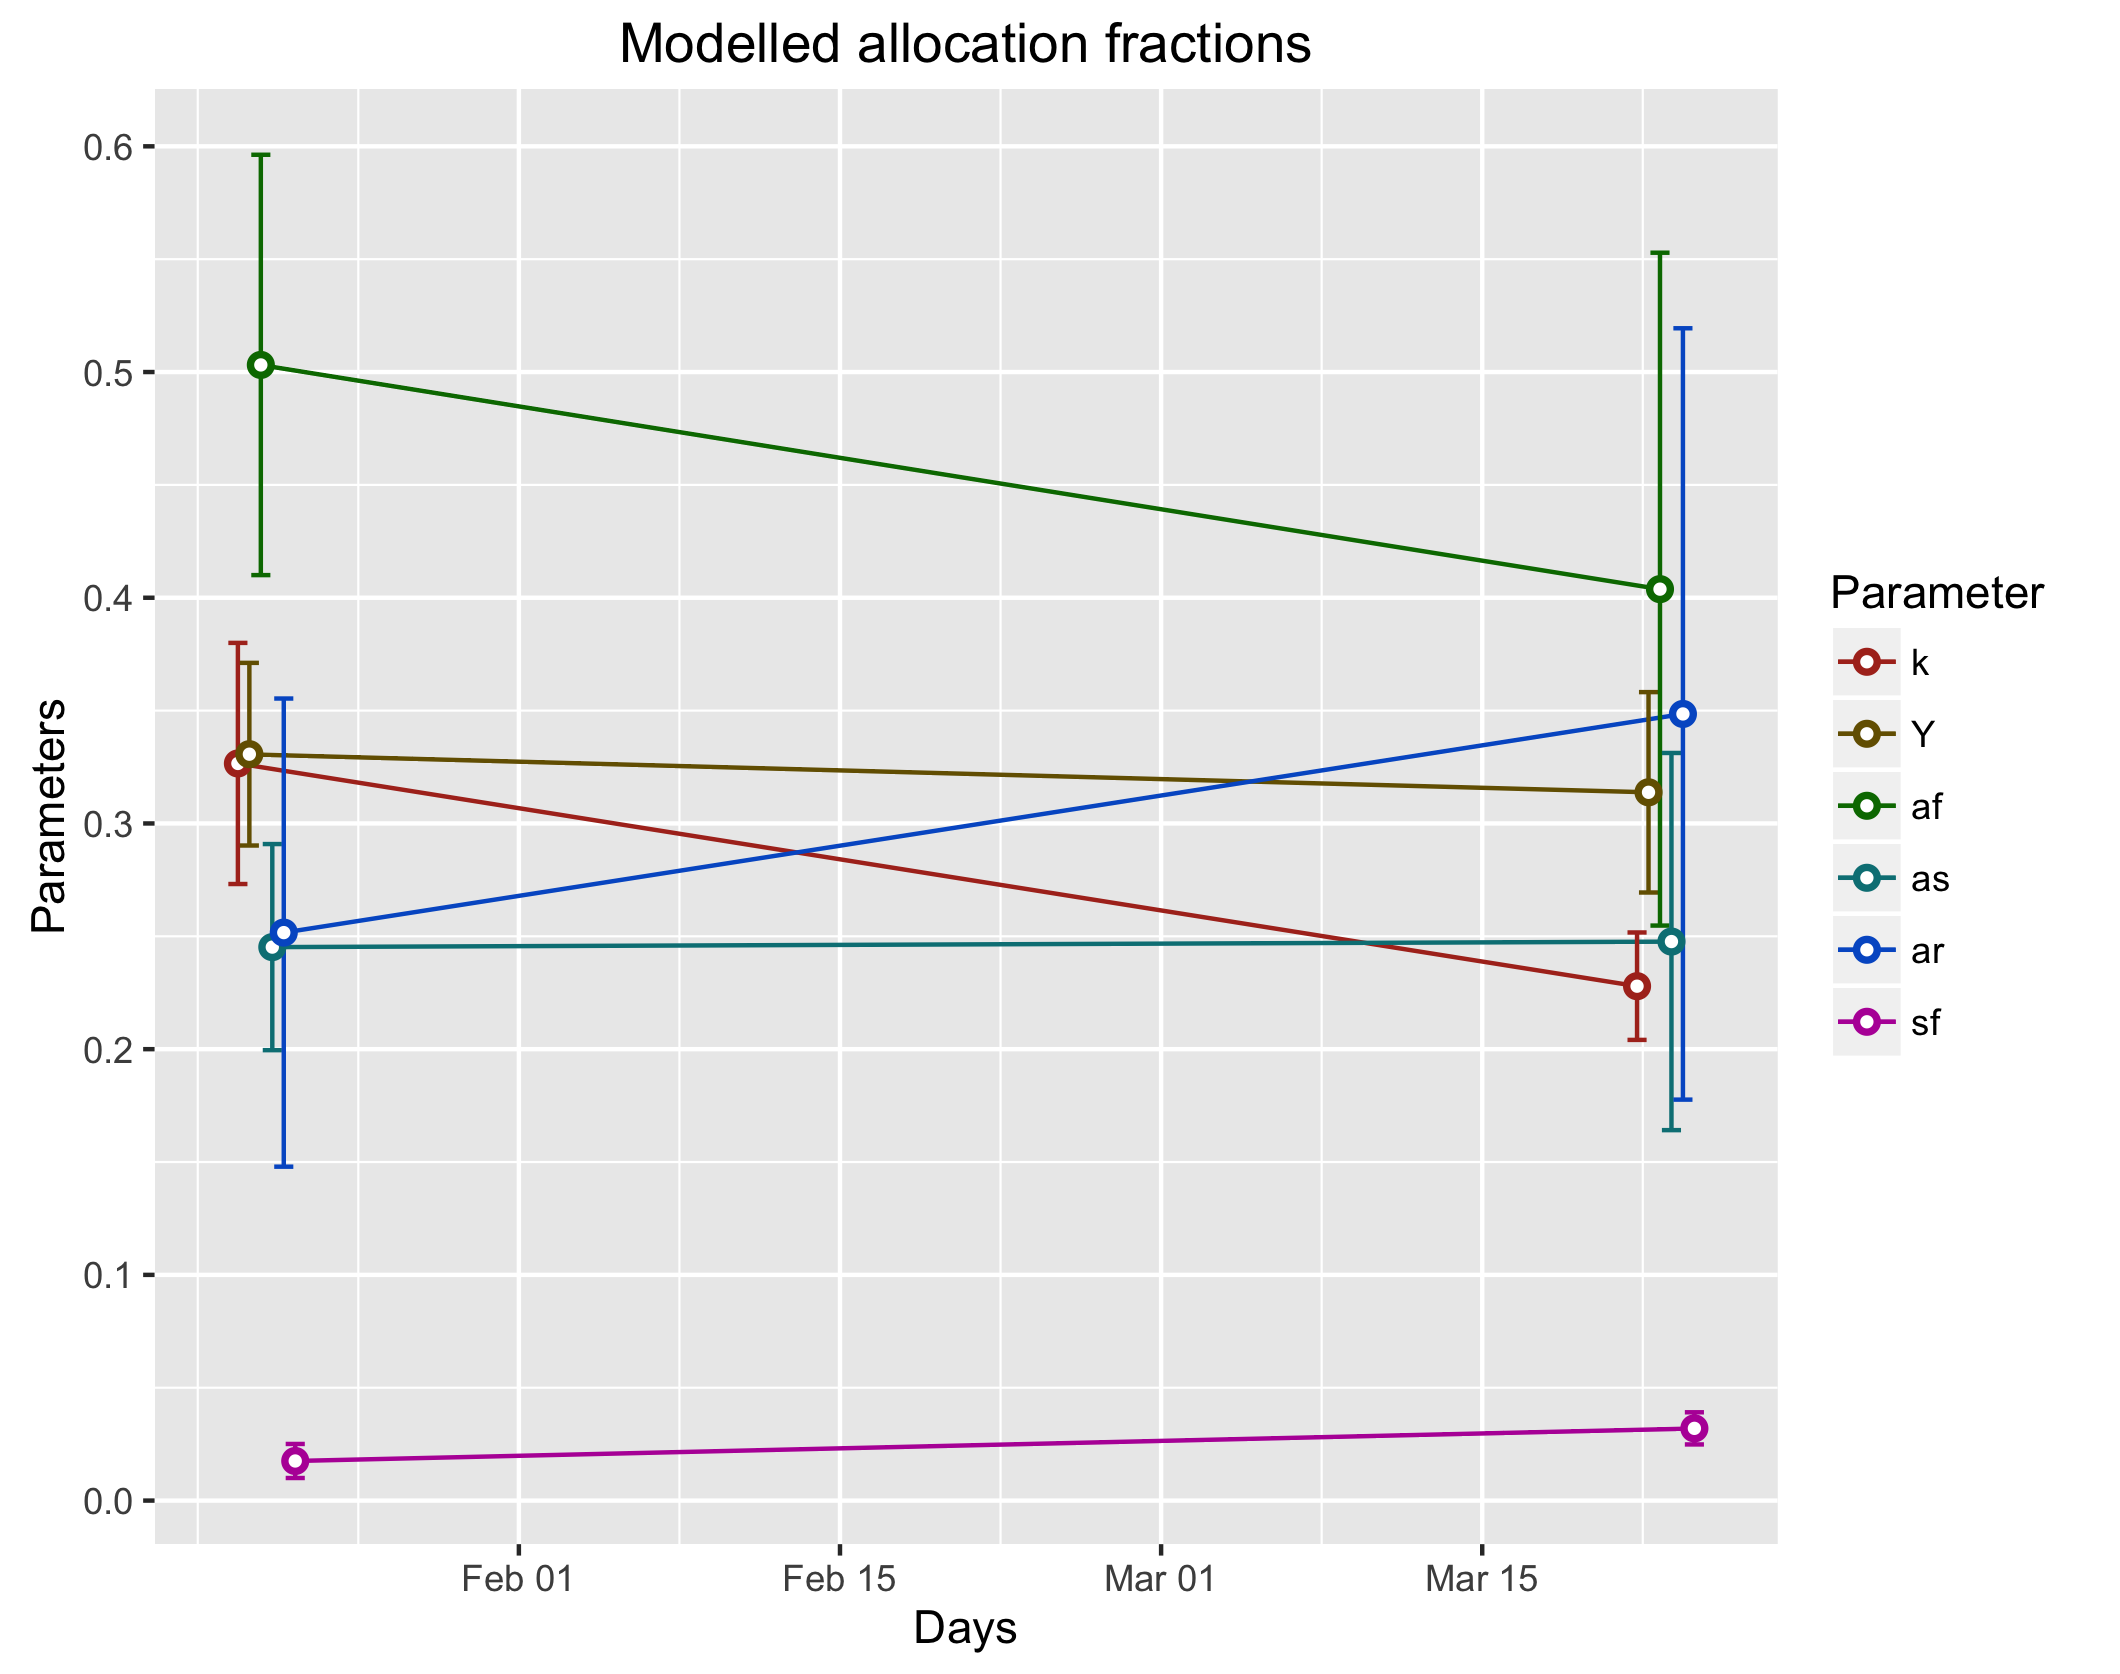 Modelled allocation fractions
0.6
0.5
0.4
0.3
0.2
0.1
0.0
Parameters
Feb 01 Feb 15 Mar 01 Mar 15
Days
Parameter
k
Y
af
as
ar
sf